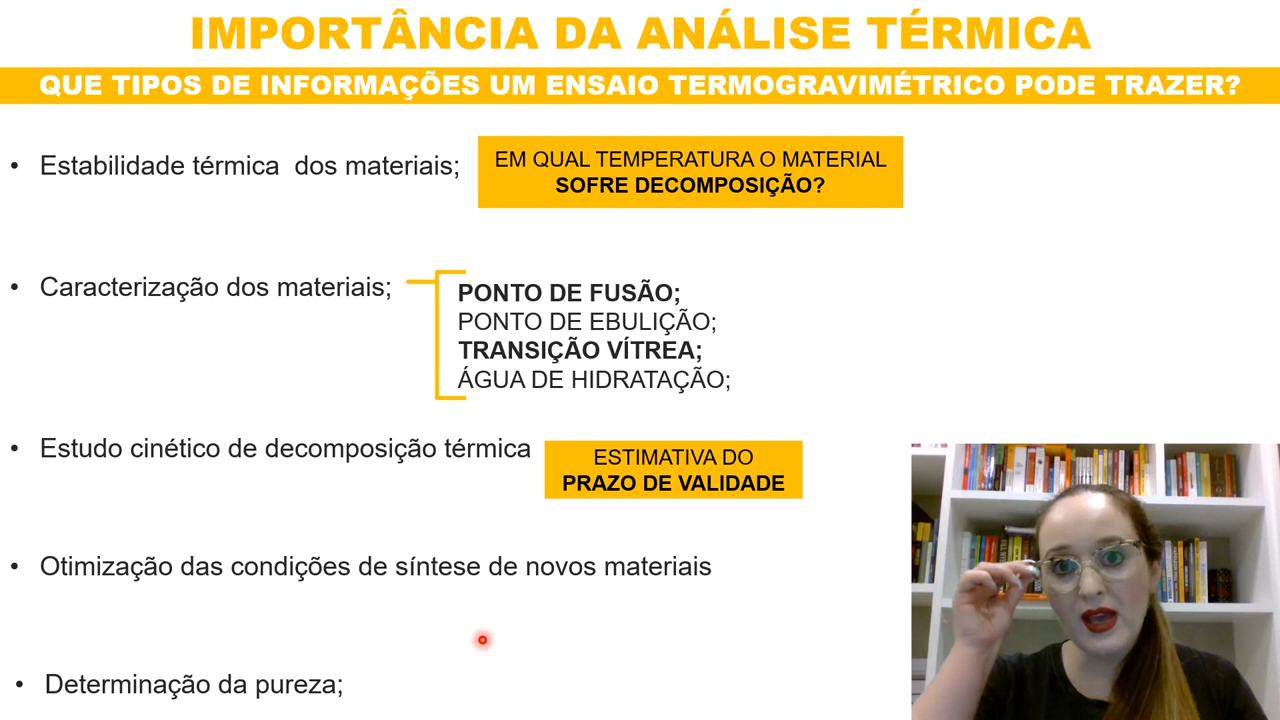 IMPORTÂNCIA DA ANÁLISE TÉRMICA
QUE TIPOS DE INFORMAÇÕES UM ENSAIO TERMOGRAVIMÉTRICO PODE TRAZER?
• Estabilidade térmica dos materiais;
EM QUAL TEMPERATURA O MATERIAL
SOFRE DECOMPOSIÇÃO?
• Caracterização dos materiais;
PONTO DE FUSÃO;
PONTO DE EBULIÇÃO;
TRANSIÇÃO VÍTREA;
ÁGUA DE HIDRATAÇÃO;
• Estudo cinético de decomposição térmica
ESTIMATIVA DO
PRAZO DE VALIDADE
• Otimização das condições de síntese de novos materiais
• Determinação da pureza;